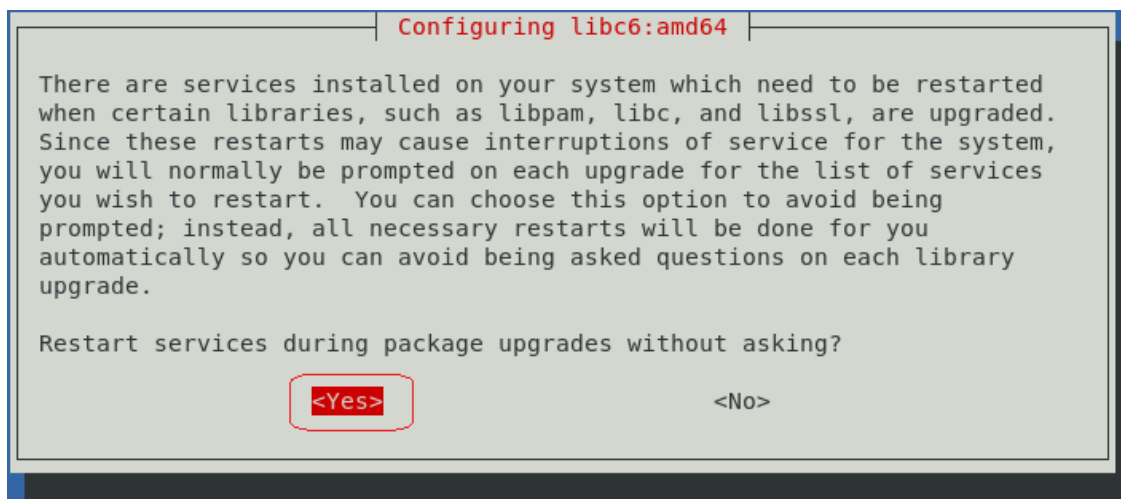 Configuring libc6:amd64
There are services installed on your system which need to be restarted
when certain libraries, such as libpam, libc, and libssl, are upgraded.
Since these restarts may cause interruptions of service for the system,
you will normally be prompted on each upgrade for the list of services
you wish to restart.  You can choose this option to avoid being
prompted; instead, all necessary restarts will be done for you
automatically so you can avoid being asked questions on each library
upgrade.
Restart services during package upgrades without asking?
<Yes> <No>